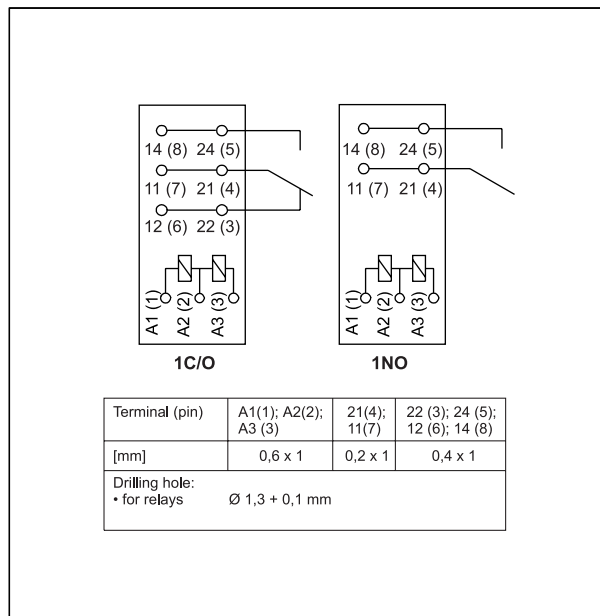 14 (8) 24 (5)
11 (7) 21 (4)
12 (6) 22 (3)
A1 (1)
A2 (2)
A3 (3)
1C/O
14 (8) 24 (5)
11 (7) 21 (4)
A1 (1)
A2 (2)
A3 (3)
1NO
Terminal (pin) A1(1); A2(2); 21(4); 22 (3); 24 (5);
A3 (3) 11(7) 12 (6); 14 (8)
[mm] 0,6 x 1 0,2 x 1 0,4 x 1
Drilling hole:
• for relays Ø 1,3 + 0,1 mm